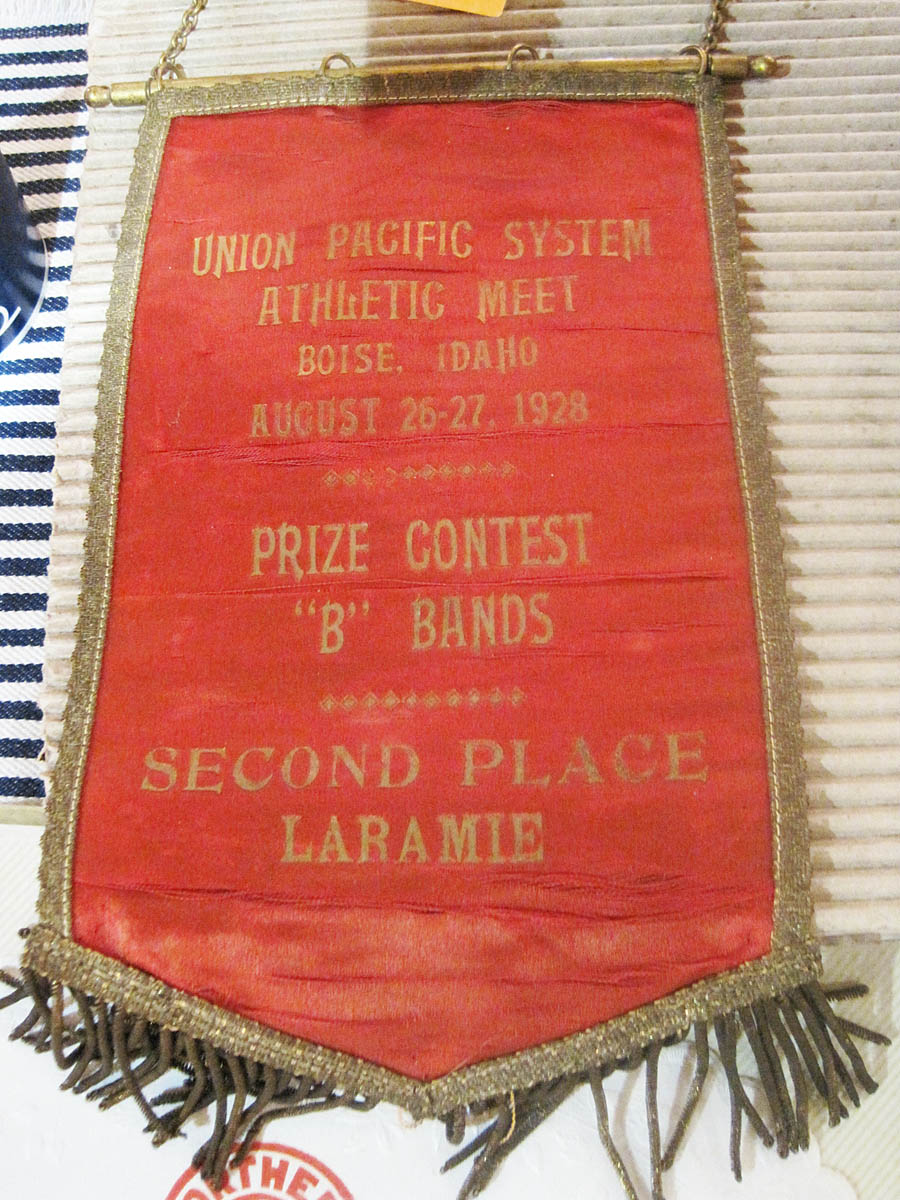 UNION PACIFIC SYSTEM
ATHLETIC MEET
BOISE, IDAHO
AUGUST 26-27, 1928
PRIZE CONTEST
"B" BANDS
SECOND PLACE
LARAMIE